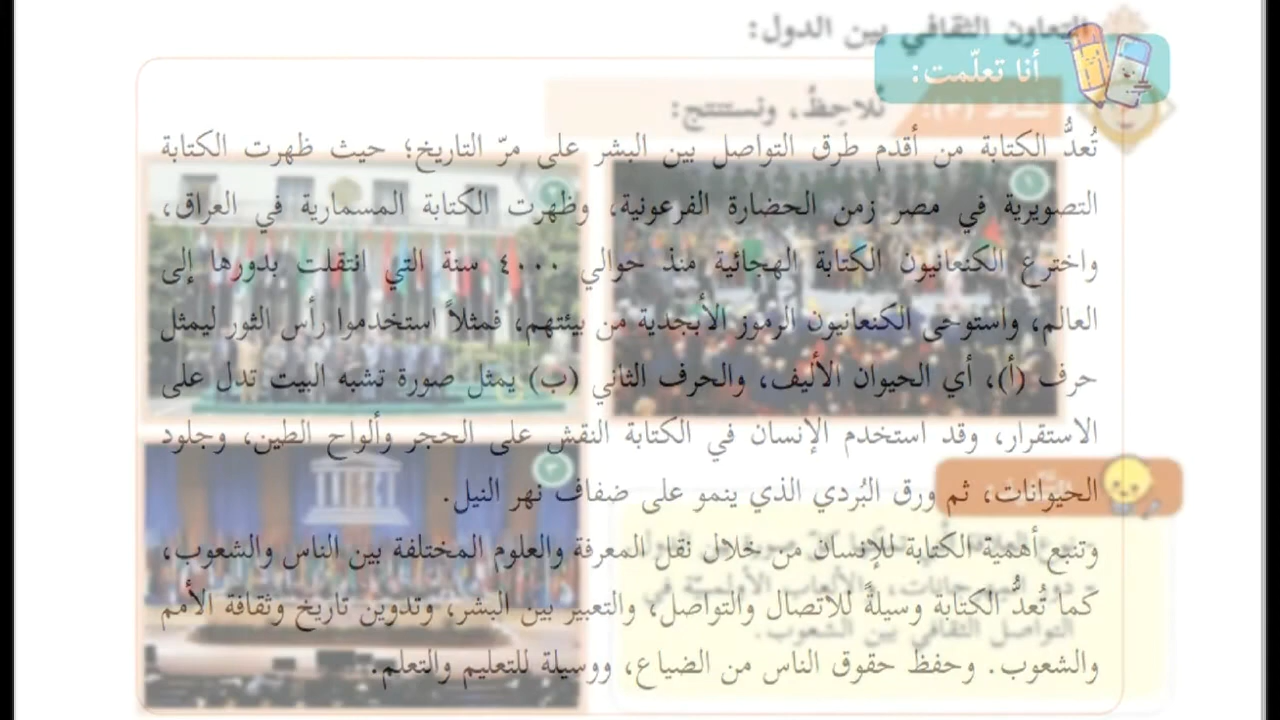 التعاون الثقافي بين الدول:
أنا تعلّمت:
نُلاحِظُ، ونستنتج:
تُعدُّ الكتابة من أقدم طرق التواصل بين البشر على مرّ التاريخ؛ حيث ظهرت الكتابة
التصويرية في مصر زمن الحضارة الفرعونية، وظهرت الكتابة المسمارية في العراق،
واخترع الكنعانيون الكتابة الهجائية منذ حوالي ٤٠٠٠ سنة التي انتقلت بدورها إلى
العالم، واستوحى الكنعانيون الرموز الأبجدية من بيئتهم، فمثلاً استخدموا رأس الثور ليمثل
حرف (أ)، أي الحيوان الأليف، والحرف الثاني (ب) يمثل صورة تشبه البيت تدل على
الاستقرار، وقد استخدم الإنسان في الكتابة النقش على الحجر وألواح الطين، وجلود
الحيوانات، ثم ورق البُردي الذي ينمو على ضفاف نهر النيل.
وتنبع أهمية الكتابة للإنسان من خلال نقل المعرفة والعلوم المختلفة بين الناس والشعوب،
كما تُعدُّ الكتابة وسيلةً للاتصال والتواصل، والتعبير بين البشر، وتدوين تاريخ وثقافة الأمم
التواصل الثقافي بين الشعوب.
والشعوب. وحفظ حقوق الناس من الضياع، ووسيلة للتعليم والتعلم.